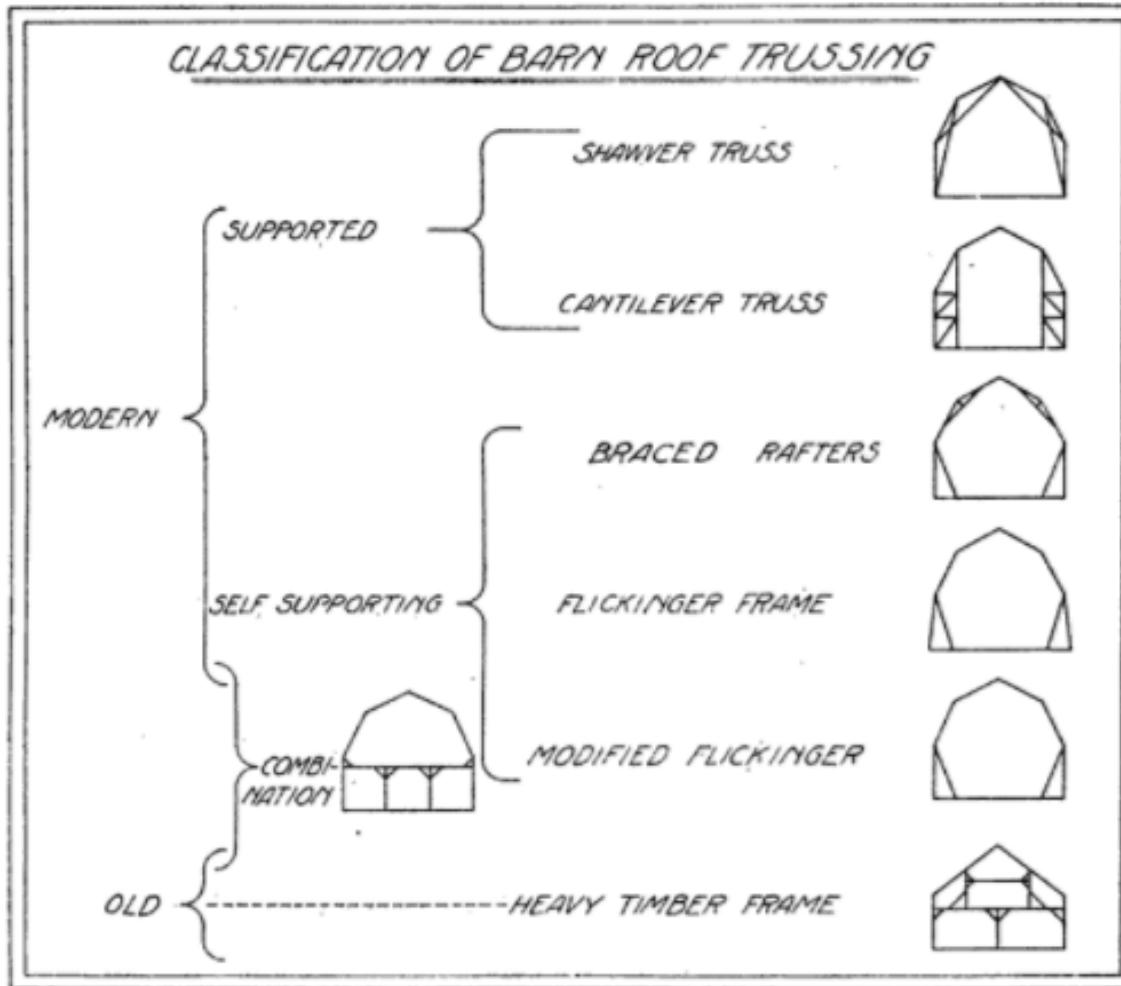 CLASSIFICATION OF BARN ROOF TRUSSING
SHAWVER TRUSS
SUPPORTED
CANTILEVER TRUSS
MODERN
BRACED RAFTERS
SELF SUPPORTING
FLICKINGER FRAME
MODIFIED FLICKINGER
COMBI-
NATION
OLD
HEAVY TIMBER FRAME